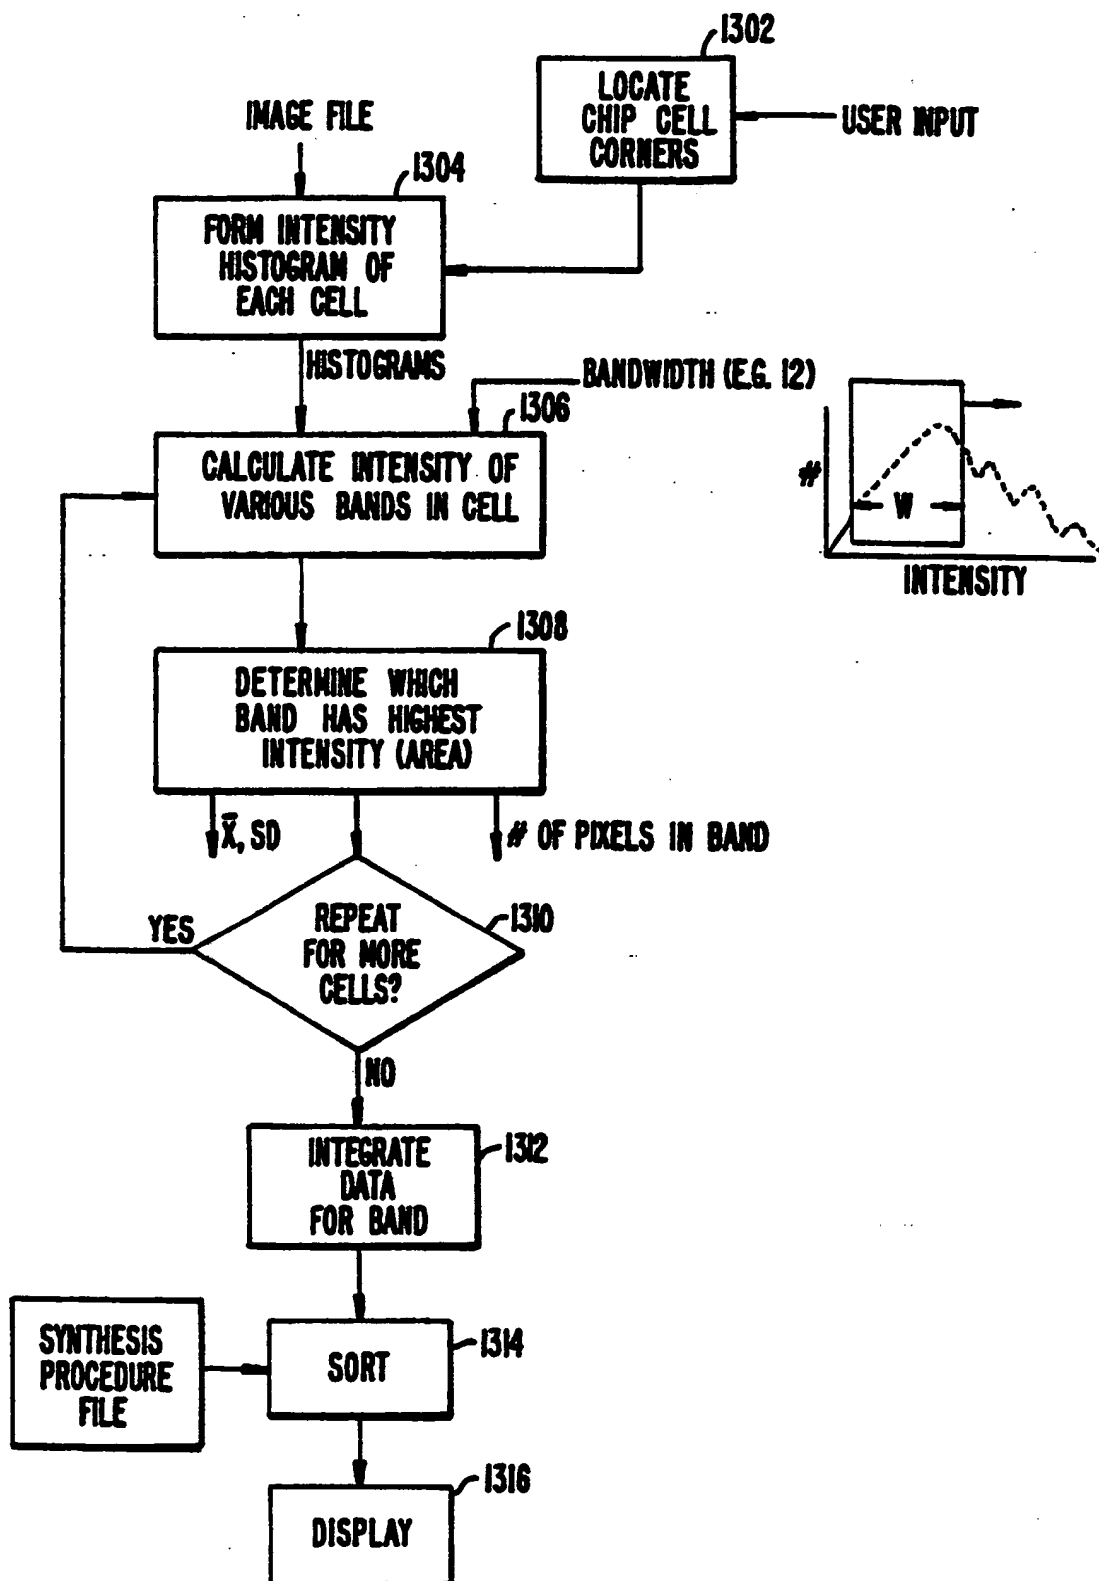 1302
LOCATE
CHIP CELL
CORNERS
USER INPUT
IMAGE FILE
1304
FORM INTENSITY
HISTOGRAM OF
EACH CELL
HISTOGRAMS
BANDWIDTH (E.G. 12)
1306
CALCULATE INTENSITY OF
VARIOUS BANDS IN CELL
#
W
INTENSITY
1308
DETERMINE WHICH
BAND HAS HIGHEST
INTENSITY (AREA)
X̄, SD
# OF PIXELS IN BAND
1310
YES
REPEAT
FOR MORE
CELLS?
NO
1312
INTEGRATE
DATA
FOR BAND
SYNTHESIS
PROCEDURE
FILE
1314
SORT
1316
DISPLAY